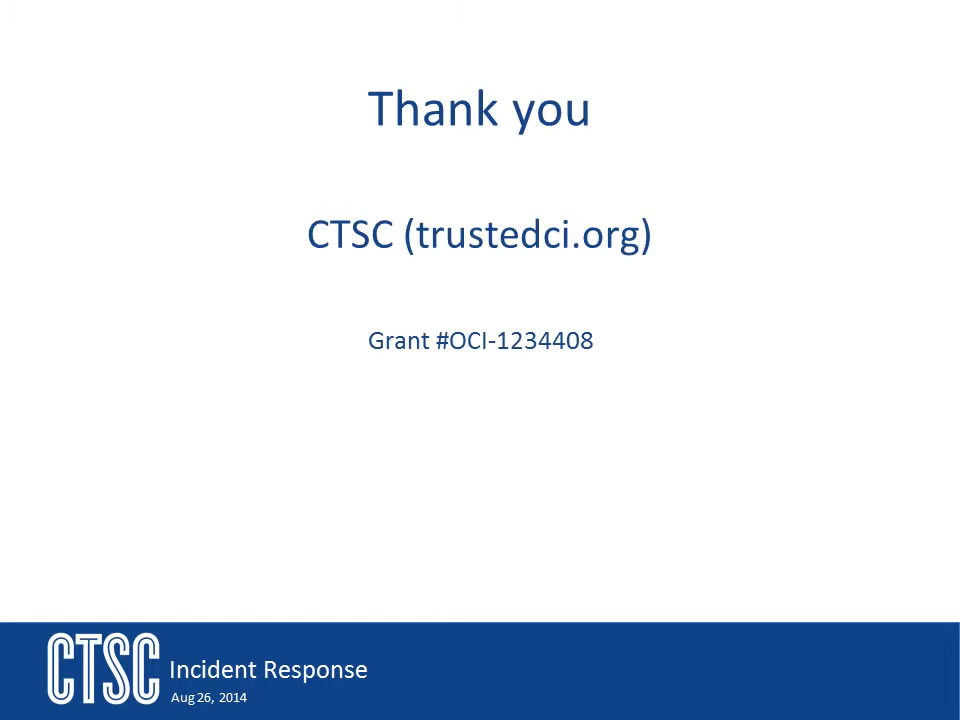 Thank you
CTSC (trustedci.org)
Grant #OCI-1234408
CTSC Incident Response
Aug 26, 2014